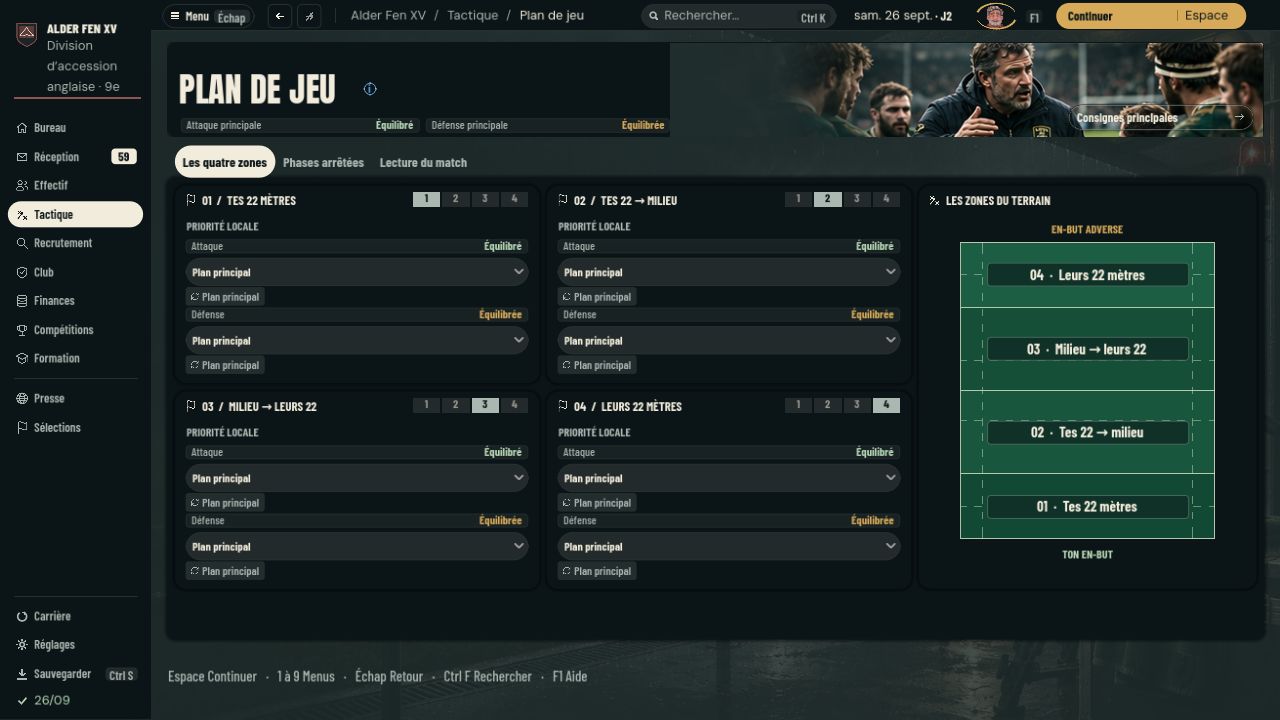 ALDER FEN XV
Division
d'accession
anglaise · 9e
Bureau
Réception 59
Effectif
Tactique
Recrutement
Club
Finances
Compétitions
Formation
Presse
Sélections
Carrière
Réglages
Sauvegarder Ctrl S
26/09
Menu Échap
Alder Fen XV / Tactique / Plan de jeu
Rechercher... Ctrl K
sam. 26 sept. · J2
F1
Continuer Espace
PLAN DE JEU
Attaque principale Équilibré
Défense principale Équilibrée
Consignes principales →
Les quatre zones Phases arrêtées Lecture du match
01 / TES 22 MÈTRES 1 2 3 4
PRIORITÉ LOCALE
Attaque Équilibré
Plan principal
Plan principal
Défense Équilibrée
Plan principal
Plan principal
02 / TES 22 → MILIEU 1 2 3 4
PRIORITÉ LOCALE
Attaque Équilibré
Plan principal
Plan principal
Défense Équilibrée
Plan principal
Plan principal
03 / MILIEU → LEURS 22 1 2 3 4
PRIORITÉ LOCALE
Attaque Équilibré
Plan principal
Plan principal
Défense Équilibrée
Plan principal
Plan principal
04 / LEURS 22 MÈTRES 1 2 3 4
PRIORITÉ LOCALE
Attaque Équilibré
Plan principal
Plan principal
Défense Équilibrée
Plan principal
Plan principal
LES ZONES DU TERRAIN
EN-BUT ADVERSE
04 · Leurs 22 mètres
03 · Milieu → leurs 22
02 · Tes 22 → milieu
01 · Tes 22 mètres
TON EN-BUT
Espace Continuer · 1 à 9 Menus · Échap Retour · Ctrl F Rechercher · F1 Aide